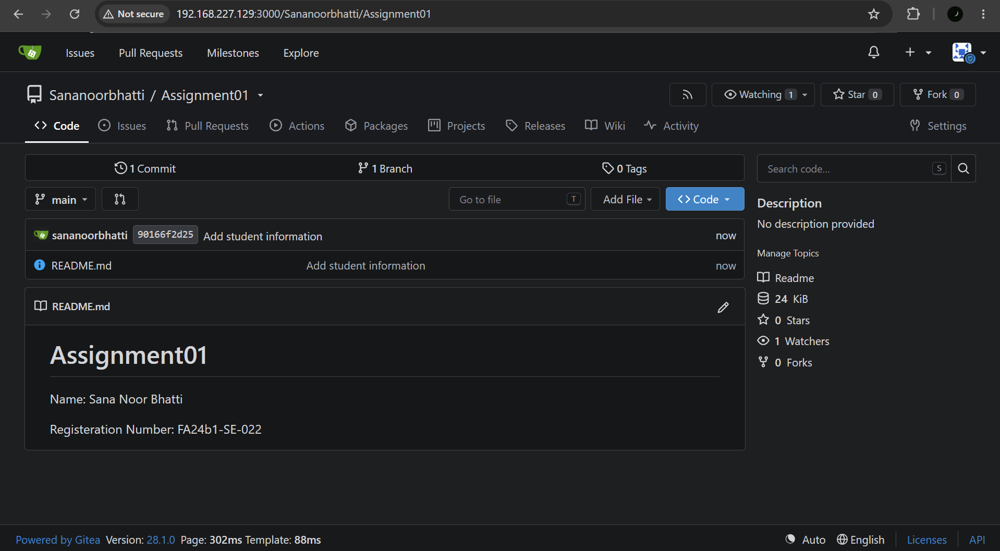 Not secure 192.168.227.129:3000/Sananoorbhatti/Assignment01
Issues Pull Requests Milestones Explore
Sananoorbhatti / Assignment01 Watching 1 Star 0 Fork 0
Code Issues Pull Requests Actions Packages Projects Releases Wiki Activity Settings
1 Commit 1 Branch 0 Tags
Search code... S
main Go to file T Add File Code
Description
No description provided
sananoorbhatti 90166f2d25 Add student information now
Manage Topics
README.md Add student information now
Readme
24 KiB
README.md
0 Stars
1 Watchers
0 Forks
Assignment01
Name: Sana Noor Bhatti
Registeration Number: FA24b1-SE-022
Powered by Gitea Version: 28.1.0 Page: 302ms Template: 88ms Auto English Licenses API